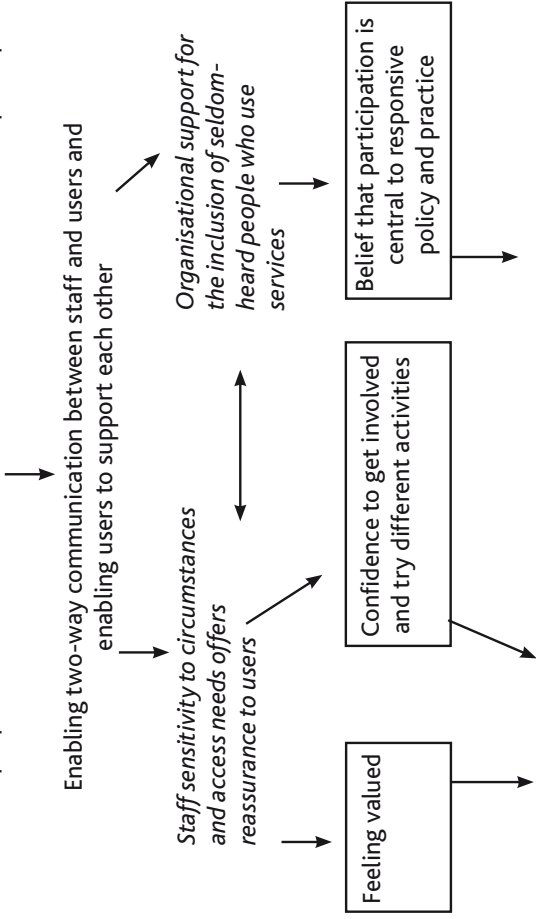 Enabling two-way communication between staff and users and
enabling users to support each other
Staff sensitivity to circumstances
and access needs offers
reassurance to users
Organisational support for
the inclusion of seldom-
heard people who use
services
Feeling valued
Confidence to get involved
and try different activities
Belief that participation is
central to responsive
policy and practice